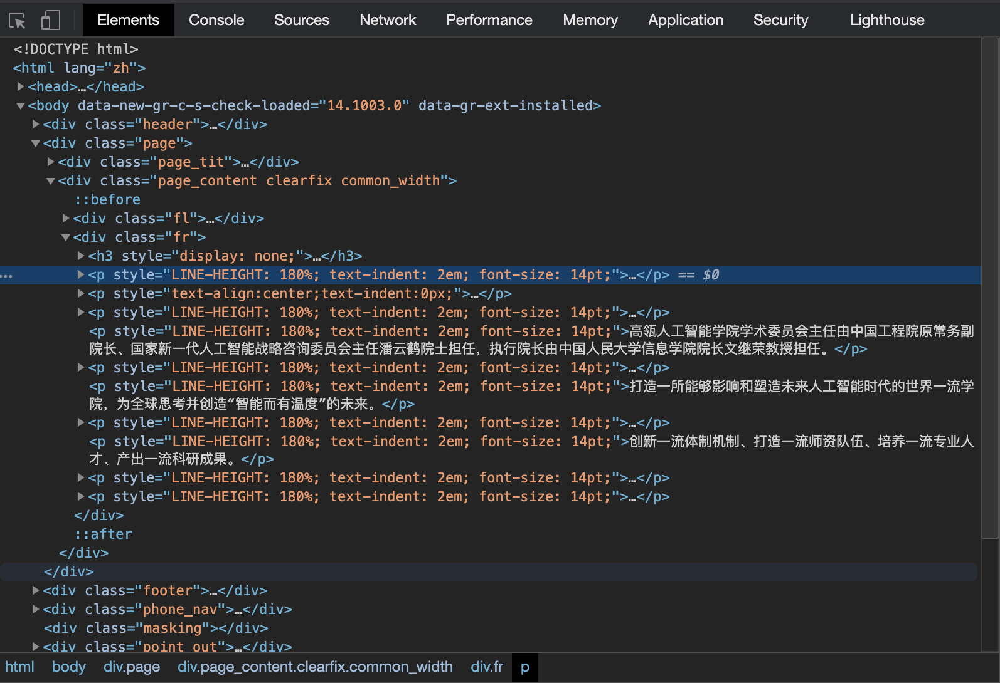 Elements Console Sources Network Performance Memory Application Security Lighthouse
<!DOCTYPE html>
<html lang="zh">
<head>…</head>
<body data-new-gr-c-s-check-loaded="14.1003.0" data-gr-ext-installed>
<div class="header">…</div>
<div class="page">
<div class="page_tit">…</div>
<div class="page_content clearfix common_width">
::before
<div class="fl">…</div>
<div class="fr">
<h3 style="display: none;">…</h3>
<p style="LINE-HEIGHT: 180%; text-indent: 2em; font-size: 14pt;">…</p> == $0
<p style="text-align:center;text-indent:0px;">…</p>
<p style="LINE-HEIGHT: 180%; text-indent: 2em; font-size: 14pt;">…</p>
<p style="LINE-HEIGHT: 180%; text-indent: 2em; font-size: 14pt;">高瓴人工智能学院学术委员会主任由中国工程院原常务副
院长、国家新一代人工智能战略咨询委员会主任潘云鹤院士担任，执行院长由中国人民大学信息学院院长文继荣教授担任。</p>
<p style="LINE-HEIGHT: 180%; text-indent: 2em; font-size: 14pt;">…</p>
<p style="LINE-HEIGHT: 180%; text-indent: 2em; font-size: 14pt;">打造一所能够影响和塑造未来人工智能时代的世界一流学
院，为全球思考并创造“智能而有温度”的未来。</p>
<p style="LINE-HEIGHT: 180%; text-indent: 2em; font-size: 14pt;">…</p>
<p style="LINE-HEIGHT: 180%; text-indent: 2em; font-size: 14pt;">创新一流体制机制、打造一流师资队伍、培养一流专业人
才、产出一流科研成果。</p>
<p style="LINE-HEIGHT: 180%; text-indent: 2em; font-size: 14pt;">…</p>
<p style="LINE-HEIGHT: 180%; text-indent: 2em; font-size: 14pt;">…</p>
</div>
::after
</div>
</div>
<div class="footer">…</div>
<div class="phone_nav">…</div>
<div class="masking"></div>
<div class="point_out">…</div>
html body div.page div.page_content.clearfix.common_width div.fr p